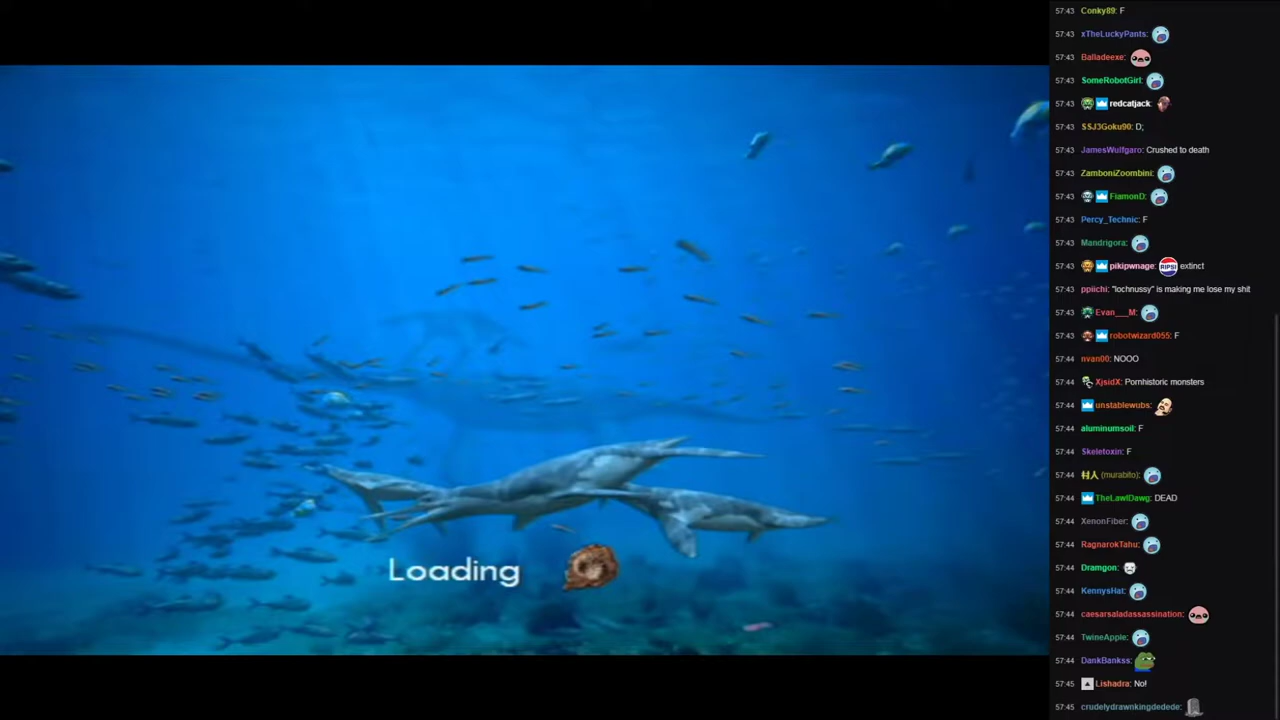 Loading
57:43 Conky89: F
57:43 xTheLuckyPants:
57:43 Balladeexe:
57:43 SomeRobotGirl:
57:43 redcatjack:
57:43 SSJ3Goku90: D;
57:43 JamesWulfgaro: Crushed to death
57:43 ZamboniZoombini:
57:43 FiamonD:
57:43 Percy_Technic: F
57:43 Mandrigora:
57:43 pikipwnage: RIPSI extinct
57:43 ppiichi: "lochnussy" is making me lose my shit
57:43 Evan___M:
57:43 robotwizard055: F
57:44 nvan00: NOOO
57:44 XjsidX: Pornhistoric monsters
57:44 unstablewubs:
57:44 aluminumsoil: F
57:44 Skeletoxin: F
57:44 村人 (murabito):
57:44 TheLawlDawg: DEAD
57:44 XenonFiber:
57:44 RagnarokTahu:
57:44 Dramgon:
57:44 KennysHat:
57:44 caesarsaladassassination:
57:44 TwineApple:
57:44 DankBankss:
57:45 Lishadra: No!
57:45 crudelydrawnkingdedede: